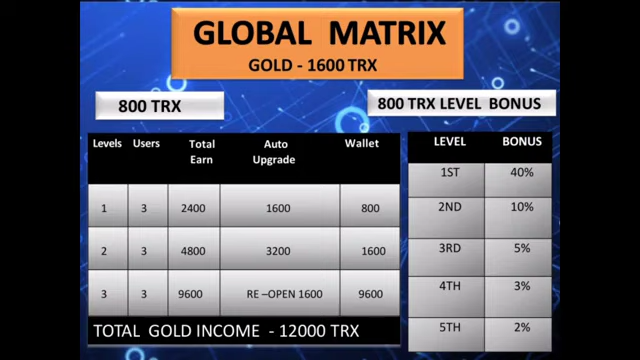 GLOBAL MATRIX
GOLD - 1600 TRX
800 TRX
800 TRX LEVEL BONUS
Levels Users Total Earn Auto Upgrade Wallet
1 3 2400 1600 800
2 3 4800 3200 1600
3 3 9600 RE –OPEN 1600 9600
TOTAL GOLD INCOME - 12000 TRX
LEVEL BONUS
1ST 40%
2ND 10%
3RD 5%
4TH 3%
5TH 2%